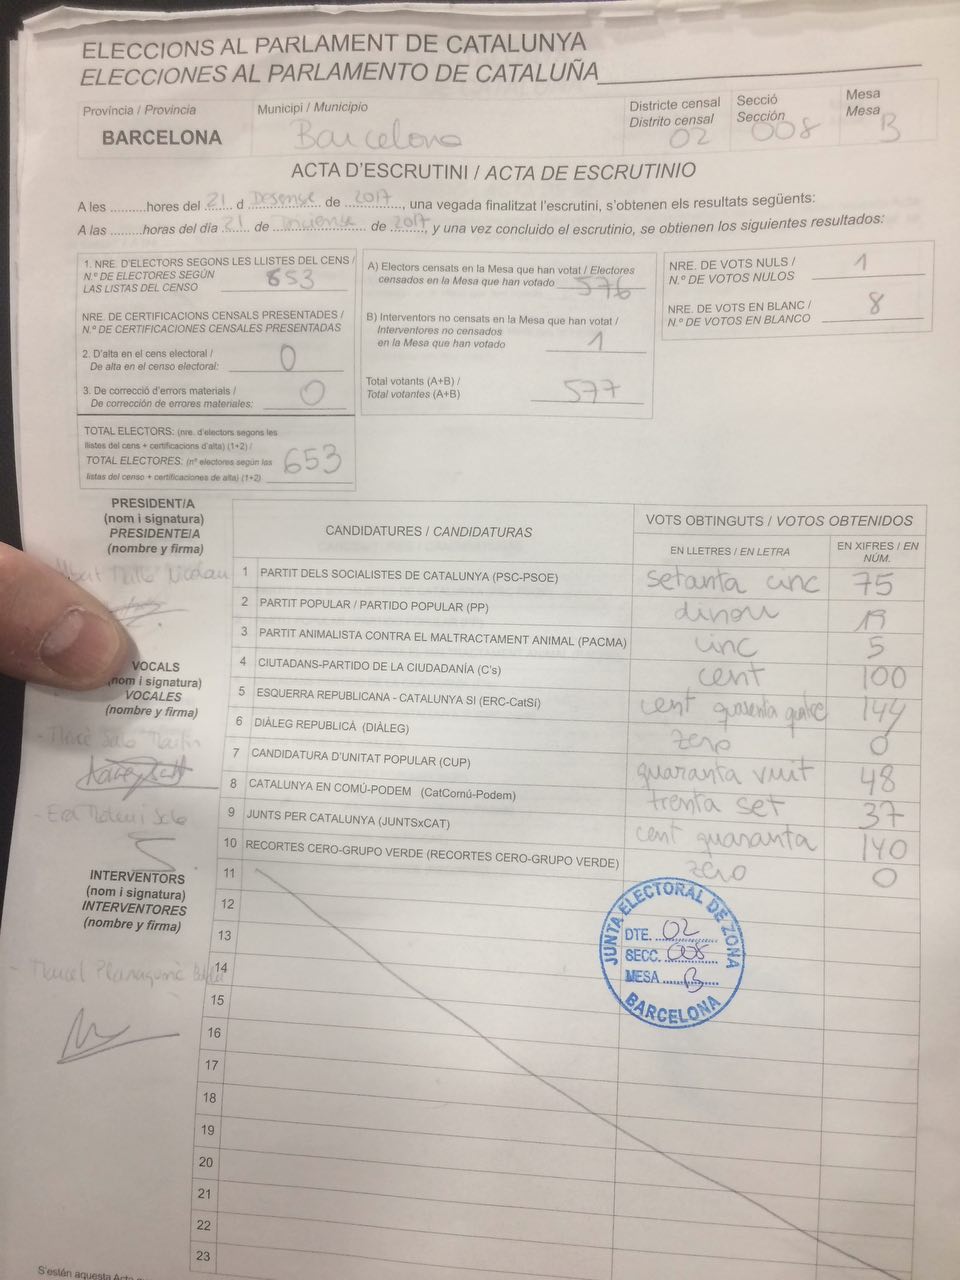 ELECCIONS AL PARLAMENT DE CATALUNYA
ELECCIONES AL PARLAMENTO DE CATALUÑA
Província / Provincia
BARCELONA
Municipi / Municipio
Barcelona
Districte censal
Distrito censal
02
Secció
Sección
008
Mesa
Mesa
B
ACTA D'ESCRUTINI / ACTA DE ESCRUTINIO
A les ..........hores del 21 d Desembre de 2017, una vegada finalitzat l'escrutini, s'obtenen els resultats següents:
A las ..........horas del día 21 de Diciembre de 2017, y una vez concluido el escrutinio, se obtienen los siguientes resultados:
1. NRE. D'ELECTORS SEGONS LES LLISTES DEL CENS /
N.º DE ELECTORES SEGÚN
LAS LISTAS DEL CENSO 653
NRE. DE CERTIFICACIONS CENSALS PRESENTADES /
N.º DE CERTIFICACIONES CENSALES PRESENTADAS
2. D'alta en el cens electoral /
De alta en el censo electoral: 0
3. De correcció d'errors materials /
De corrección de errores materiales: 0
TOTAL ELECTORS: (nre. d'electors segons les
llistes del cens + certificacions d'alta) (1+2) /
TOTAL ELECTORES: (nº electores según las
listas del censo + certificaciones de alta) (1+2) 653
A) Electors censats en la Mesa que han votat / Electores
censados en la Mesa que han votado 576
B) Interventors no censats en la Mesa que han votat /
Interventores no censados
en la Mesa que han votado 1
Total votants (A+B) /
Total votantes (A+B) 577
NRE. DE VOTS NULS /
N.º DE VOTOS NULOS 1
NRE. DE VOTS EN BLANC /
N.º DE VOTOS EN BLANCO 8
PRESIDENT/A
(nom i signatura)
PRESIDENTE/A
(nombre y firma)
VOCALS
(nom i signatura)
VOCALES
(nombre y firma)
INTERVENTORS
(nom i signatura)
INTERVENTORES
(nombre y firma)
Marcel
CANDIDATURES / CANDIDATURAS
VOTS OBTINGUTS / VOTOS OBTENIDOS
EN LLETRES / EN LETRA
EN XIFRES / EN NÚM.
1 PARTIT DELS SOCIALISTES DE CATALUNYA (PSC-PSOE) setanta cinc 75
2 PARTIT POPULAR / PARTIDO POPULAR (PP) dinou 19
3 PARTIT ANIMALISTA CONTRA EL MALTRACTAMENT ANIMAL (PACMA) cinc 5
4 CIUTADANS-PARTIDO DE LA CIUDADANÍA (C's) cent 100
5 ESQUERRA REPUBLICANA - CATALUNYA SÍ (ERC-CatSí) cent quaranta quatre 144
6 DIÀLEG REPUBLICÀ (DIÀLEG) zero 0
7 CANDIDATURA D'UNITAT POPULAR (CUP) quaranta vuit 48
8 CATALUNYA EN COMÚ-PODEM (CatComú-Podem) trenta set 37
9 JUNTS PER CATALUNYA (JUNTSxCAT) cent quaranta 140
10 RECORTES CERO-GRUPO VERDE (RECORTES CERO-GRUPO VERDE) zero 0
11
12
13
14
15
16
17
18
19
20
21
22
23
JUNTA ELECTORAL DE ZONA
DTE. 02
SECC. 008
MESA B
BARCELONA
S'estén aquesta Acta